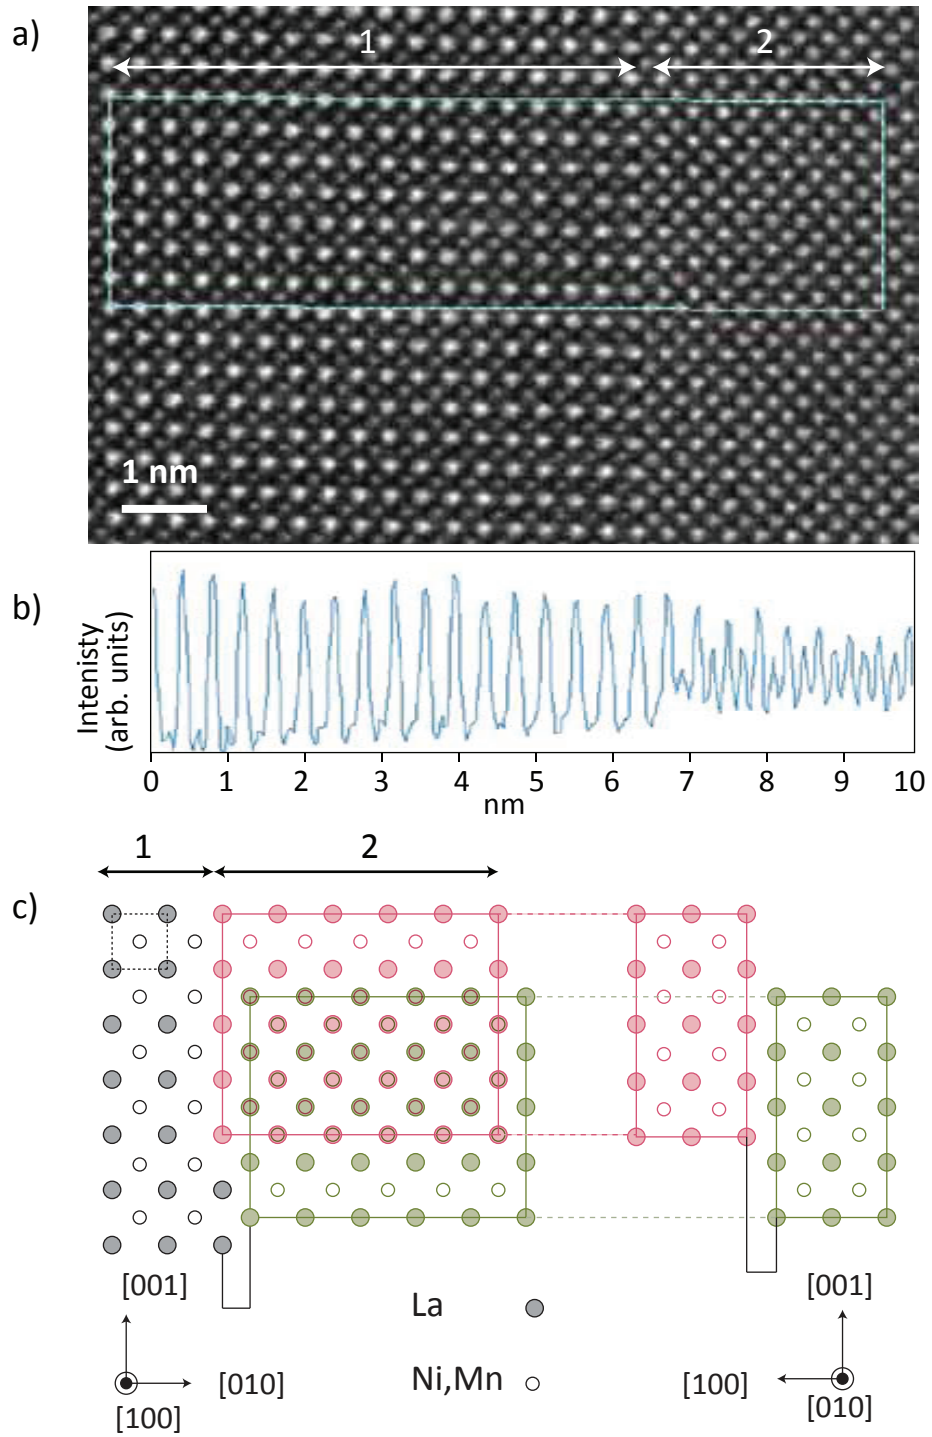 a)
1
2
1 nm
b)
Intenisty
(arb. units)
0 1 2 3 4 5 6 7 8 9 10
nm
1
2
c)
[001]
[010]
[100]
La
Ni,Mn
[001]
[100]
[010]